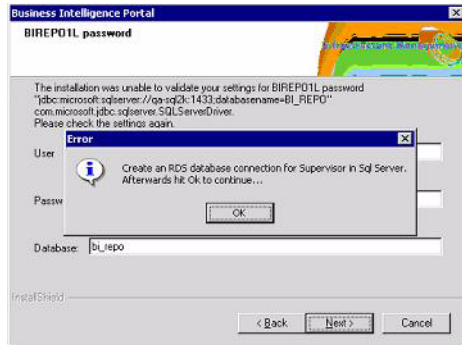 Business Intelligence Portal
BIREPO1L password
Infrastructure Management
The installation was unable to validate your settings for BIREPO1L password
"jdbc:microsoft:sqlserver://qa-sql2k:1433;databasename=BI_REPO"
com.microsoft.jdbc.sqlserver.SQLServerDriver.
Please check the settings again.
Error
User
Create an RDS database connection for Supervisor in Sql Server.
Afterwards hit Ok to continue...
Passw
OK
Database:
bi_repo
InstallShield
< Back
Next >
Cancel